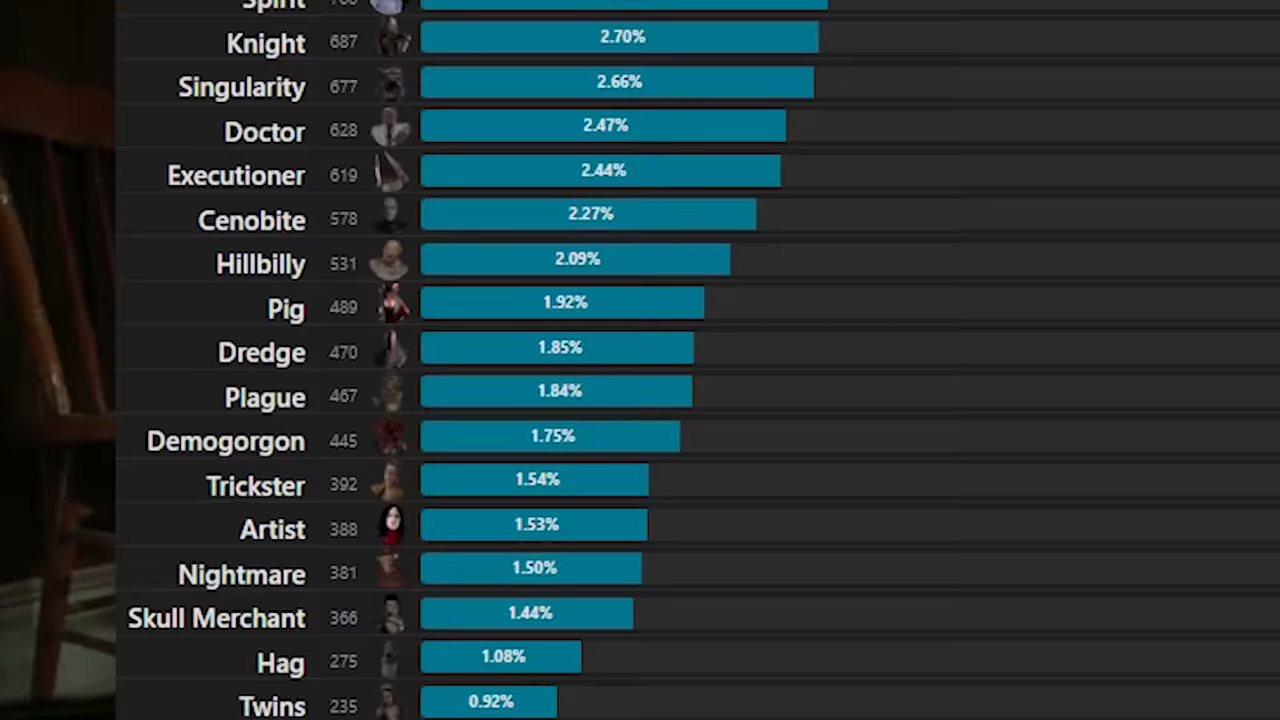 Spirit
Knight 687 2.70%
Singularity 677 2.66%
Doctor 628 2.47%
Executioner 619 2.44%
Cenobite 578 2.27%
Hillbilly 531 2.09%
Pig 489 1.92%
Dredge 470 1.85%
Plague 467 1.84%
Demogorgon 445 1.75%
Trickster 392 1.54%
Artist 388 1.53%
Nightmare 381 1.50%
Skull Merchant 366 1.44%
Hag 275 1.08%
Twins 235 0.92%